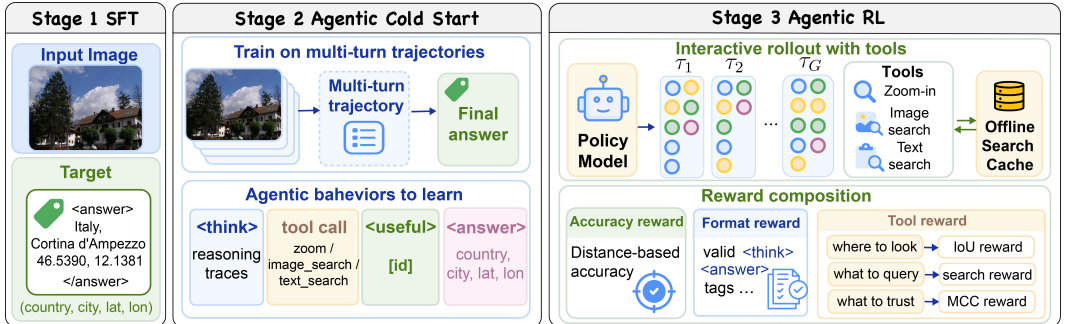 Stage 1 SFT
Input Image
Target
<answer>
Italy,
Cortina d'Ampezzo
46.5390, 12.1381
</answer>
(country, city, lat, lon)
Stage 2 Agentic Cold Start
Train on multi-turn trajectories
Multi-turn
trajectory
Final
answer
Agentic baheviors to learn
<think>
reasoning
traces
tool call
zoom /
image_search /
text_search
<useful>
[id]
<answer>
country,
city, lat, lon
Stage 3 Agentic RL
Interactive rollout with tools
Policy
Model
τ1
τ2
...
τG
Tools
Zoom-in
Image
search
Text
search
Offline
Search
Cache
Reward composition
Accuracy reward
Distance-based
accuracy
Format reward
valid <think>
<answer>
tags ...
Tool reward
where to look
IoU reward
what to query
search reward
what to trust
MCC reward